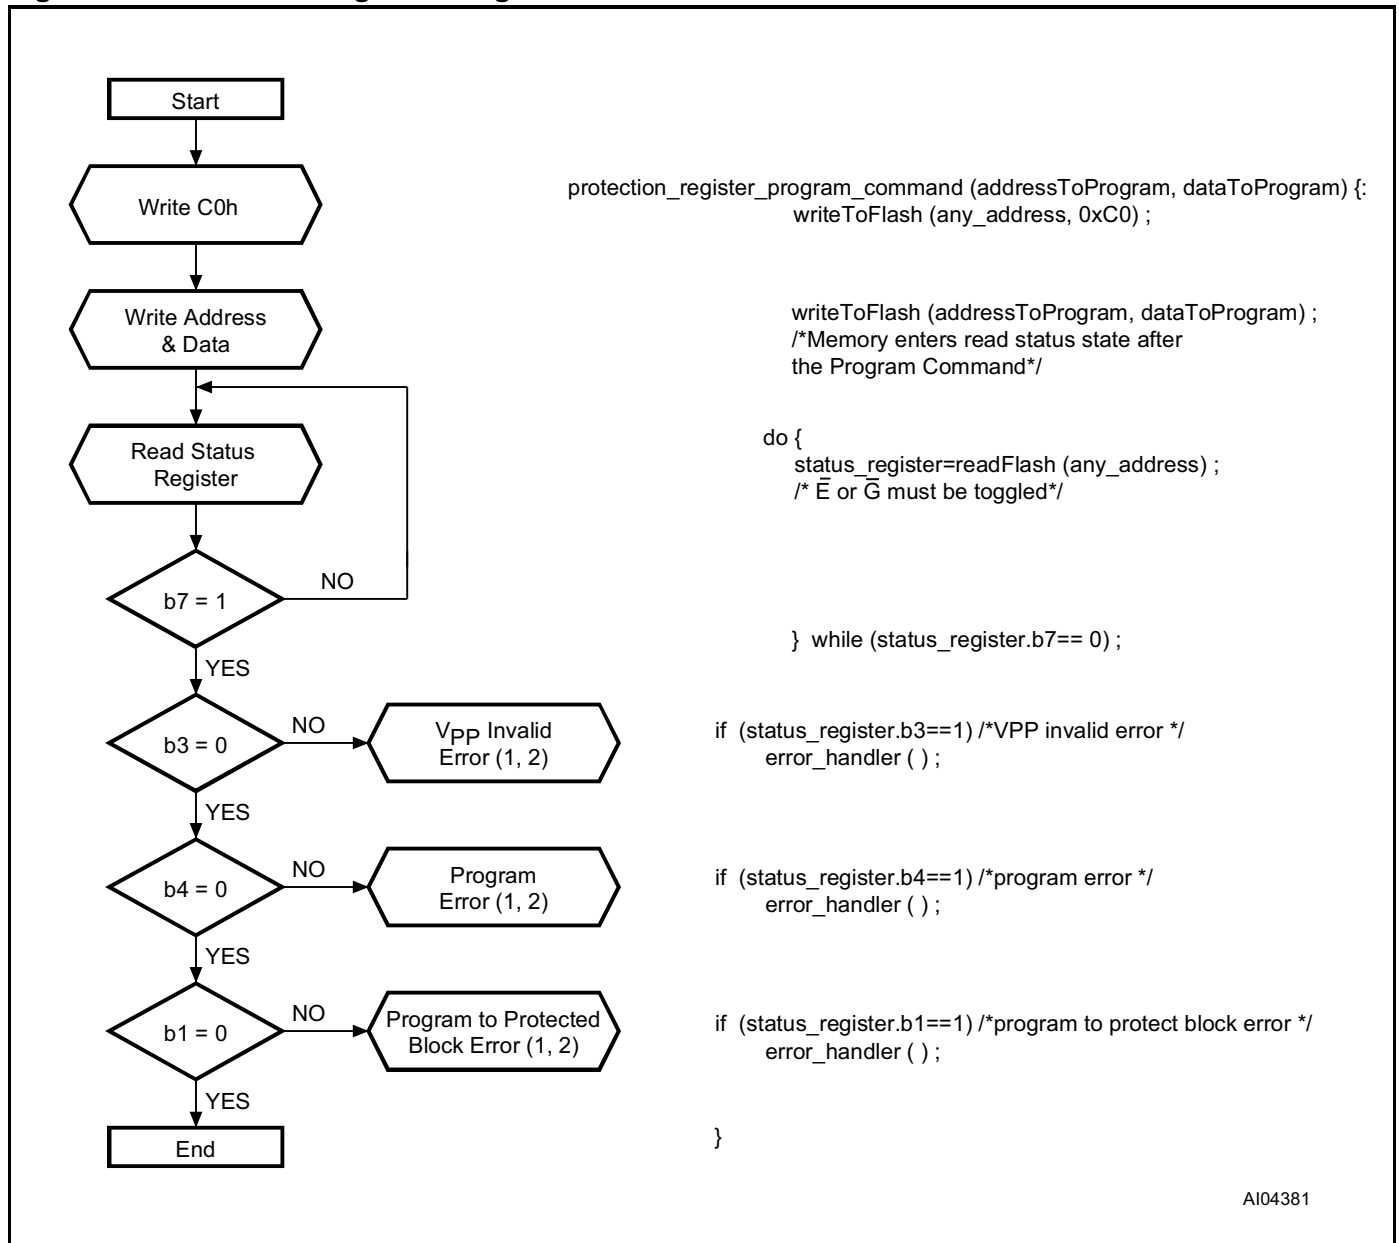 Start
Write C0h
protection_register_program_command (addressToProgram, dataToProgram) {:
writeToFlash (any_address, 0xC0) ;
Write Address
& Data
writeToFlash (addressToProgram, dataToProgram) ;
/*Memory enters read status state after
the Program Command*/
Read Status
Register
do {
status_register=readFlash (any_address) ;
/* E̅ or G̅ must be toggled*/
b7 = 1
NO
YES
} while (status_register.b7== 0) ;
b3 = 0
NO
YES
VPP Invalid
Error (1, 2)
if (status_register.b3==1) /*VPP invalid error */
error_handler ( ) ;
b4 = 0
NO
YES
Program
Error (1, 2)
if (status_register.b4==1) /*program error */
error_handler ( ) ;
b1 = 0
NO
YES
Program to Protected
Block Error (1, 2)
if (status_register.b1==1) /*program to protect block error */
error_handler ( ) ;
End
}
AI04381